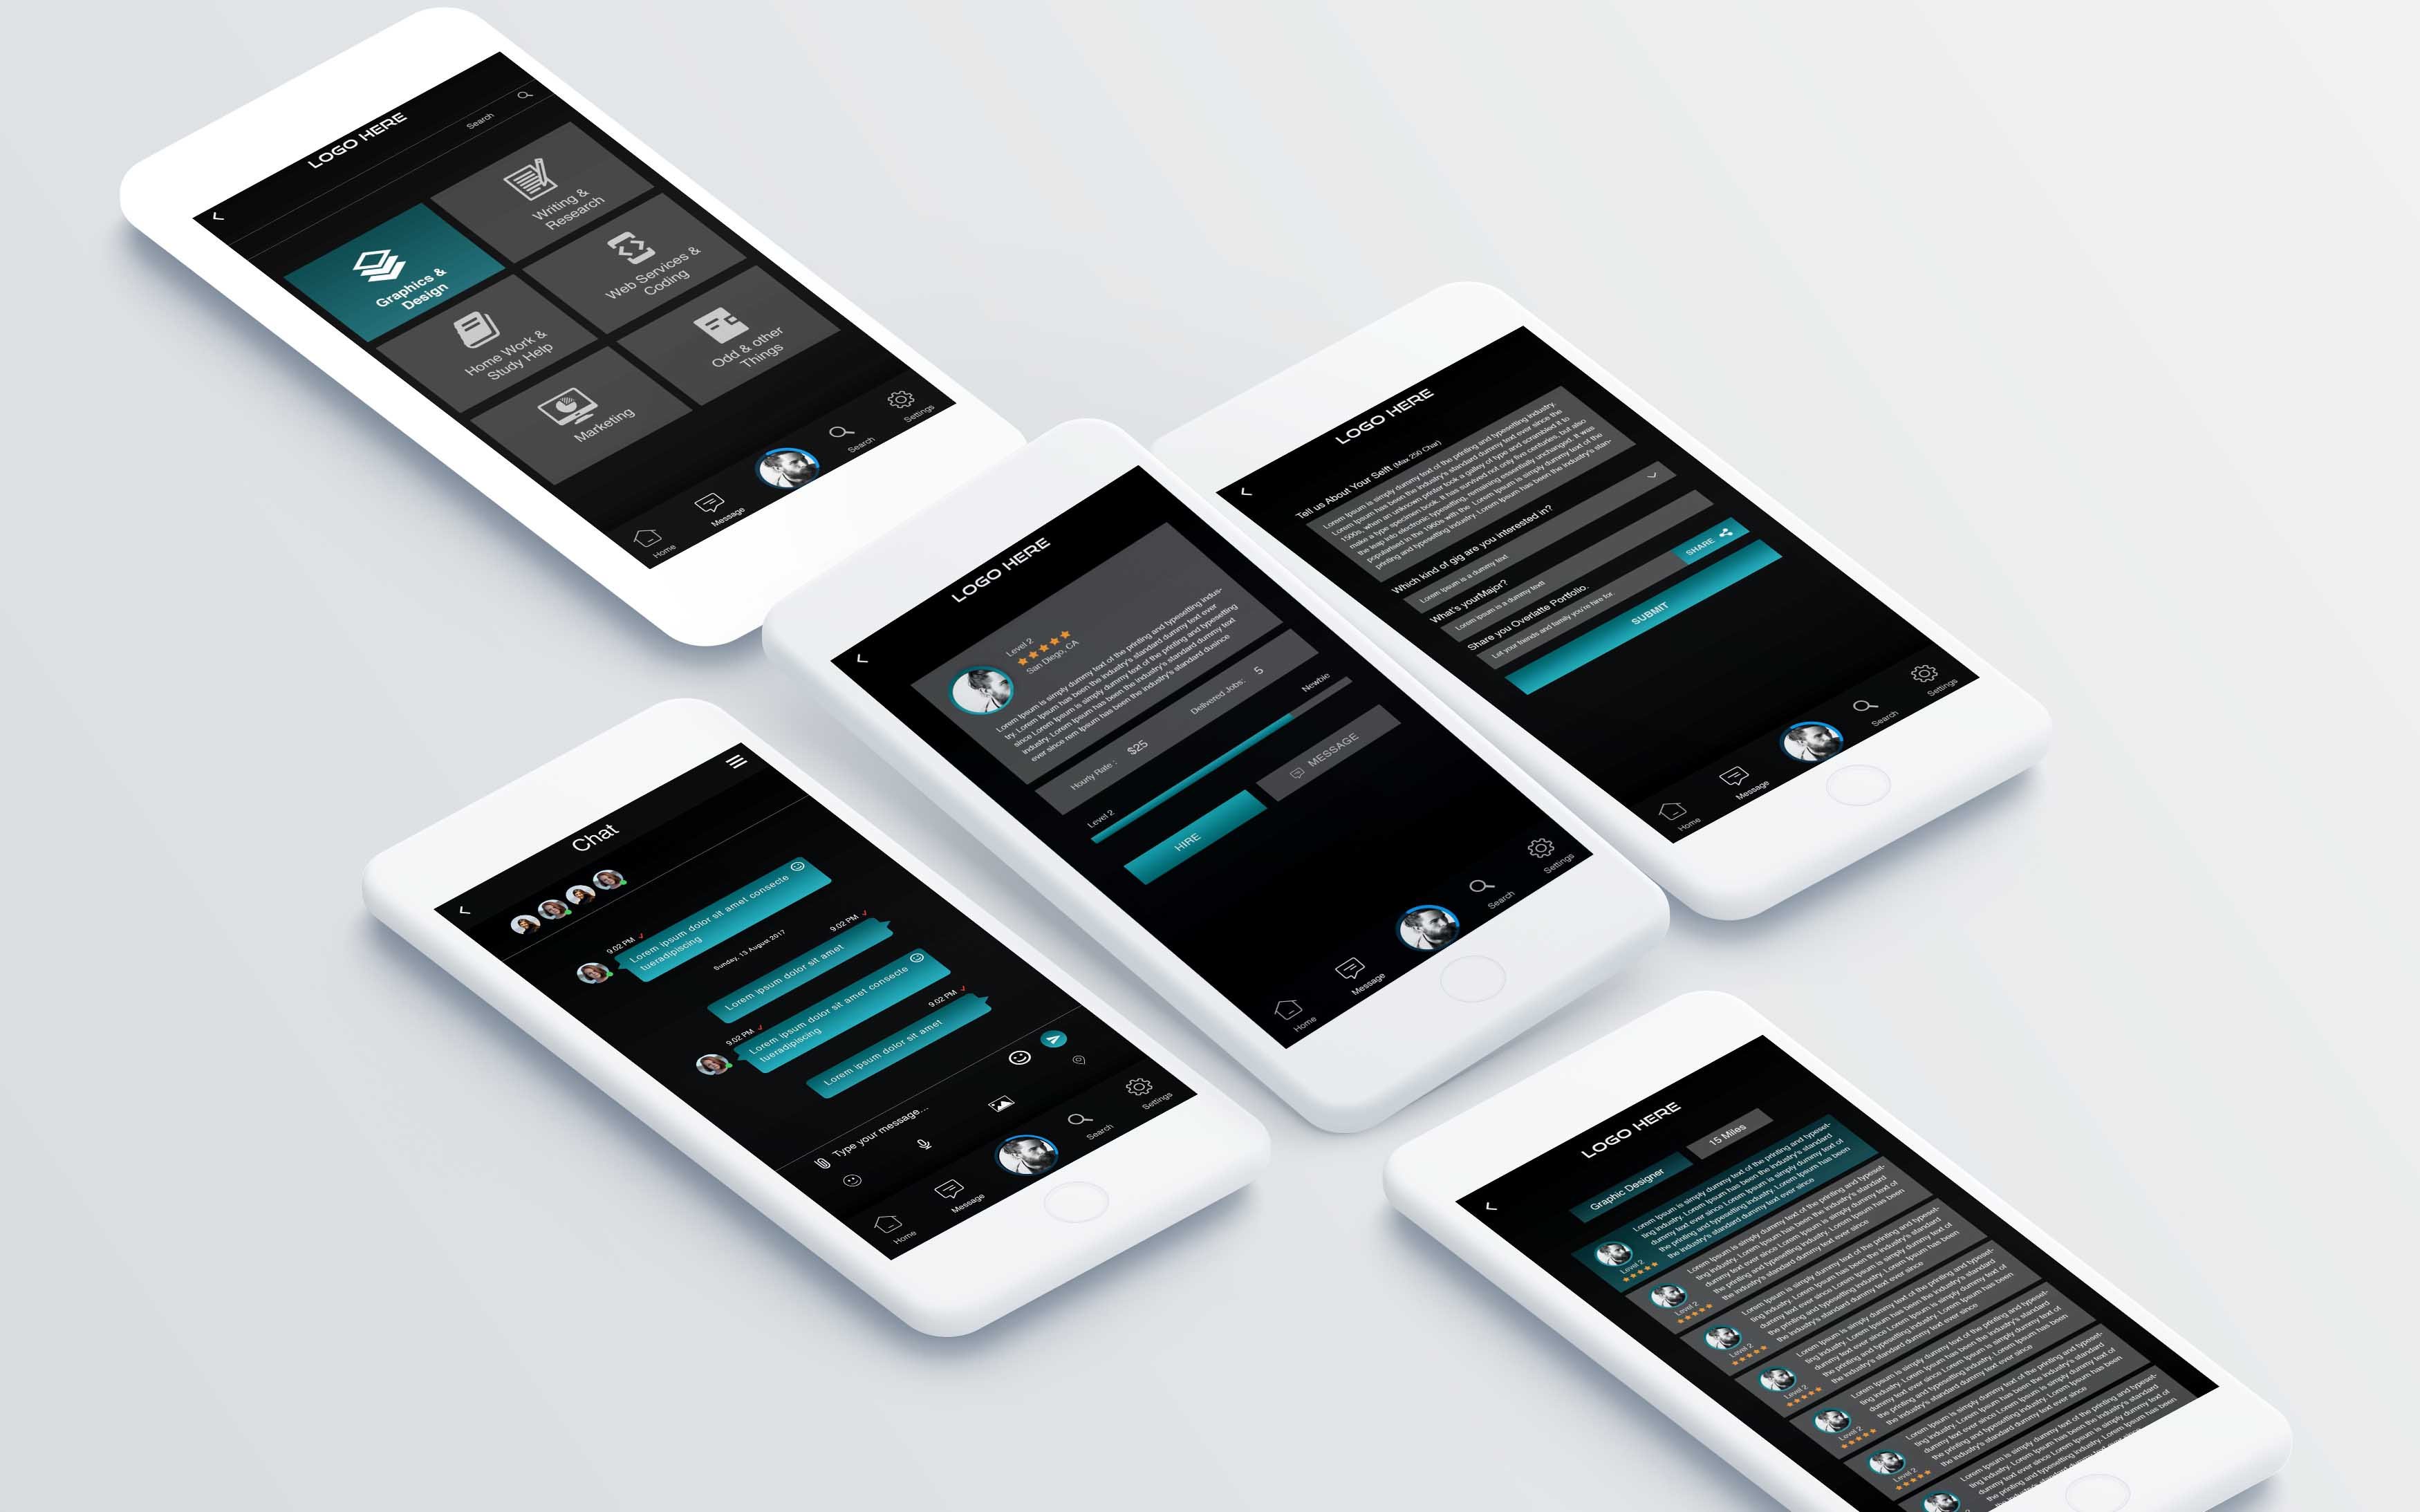 LOGO HERE
Search
Graphics &
Design
Writing &
Research
Home Work &
Study Help
Web Services &
Coding
Marketing
Odd & other
Things
Home
Message
Search
Settings
LOGO HERE
Tell us About Your Selft (Max 250 Char)
Lorem Ipsum is simply dummy text of the printing and typesetting industry.
Lorem Ipsum has been the industry's standard dummy text ever since the
1500s, when an unknown printer took a galley of type and scrambled it to
make a type specimen book. It has survived not only five centuries, but also
the leap into electronic typesetting, remaining essentially unchanged. It was
popularised in the 1960s with the Lorem Ipsum is simply dummy text of the
printing and typesetting industry. Lorem Ipsum has been the industry's stan-
Which kind of gig are you interested in?
Lorem Ipsum is a dummy text
What's yourMajor?
Lorem Ipsum is a dummy text!
Share you Overlatte Portfolio.
Let your friends and family you're hire for.
SHARE
SUBMIT
Home
Message
Search
Settings
LOGO HERE
Level 2
San Diego, CA
Lorem Ipsum is simply dummy text of the printing and typesetting indus-
try. Lorem Ipsum has been the industry's standard dummy text ever
since Lorem Ipsum is simply dummy text of the printing and typesetting
industry. Lorem Ipsum has been the industry's standard dummy text
ever since rem Ipsum has been the industry's standard dusince
Hourly Rate : $25
Delivered Jobs: 5
Level 2
Newbie
HIRE
MESSAGE
Home
Message
Search
Settings
Chat
9.02 PM
Lorem ipsum dolor sit amet consecte
tueradipiscing
Sunday, 13 August 2017
9.02 PM
Lorem ipsum dolor sit amet
9.02 PM
Lorem ipsum dolor sit amet consecte
tueradipiscing
9.02 PM
Lorem ipsum dolor sit amet
Type your message...
Home
Message
Search
Settings
LOGO HERE
Graphic Designer
15 Miles
Lorem Ipsum is simply dummy text of the printing and typeset-
ting industry. Lorem Ipsum has been the industry's standard
dummy text ever since Lorem Ipsum is simply dummy text of
the printing and typesetting industry. Lorem Ipsum has been
the industry's standard dummy text ever since
Level 2
Lorem Ipsum is simply dummy text of the printing and typeset-
ting industry. Lorem Ipsum has been the industry's standard
dummy text ever since Lorem Ipsum is simply dummy text of
the printing and typesetting industry. Lorem Ipsum has been
the industry's standard dummy text ever since
Level 2
Lorem Ipsum is simply dummy text of the printing and typeset-
ting industry. Lorem Ipsum has been the industry's standard
dummy text ever since Lorem Ipsum is simply dummy text of
the printing and typesetting industry. Lorem Ipsum has been
the industry's standard dummy text ever since
Level 2
Lorem Ipsum is simply dummy text of the printing and typeset-
ting industry. Lorem Ipsum has been the industry's standard
dummy text ever since Lorem Ipsum is simply dummy text of
the printing and typesetting industry. Lorem Ipsum has been
the industry's standard dummy text ever since
Level 2
Lorem Ipsum is simply dummy text of the printing and typeset-
ting industry. Lorem Ipsum has been the industry's standard
dummy text ever since Lorem Ipsum is simply dummy text of
the printing and typesetting industry. Lorem Ipsum has been
the industry's standard dummy text ever since
Level 2
Lorem Ipsum is simply dummy text of the printing and typeset-
ting industry. Lorem Ipsum has been the industry's standard
dummy text ever since Lorem Ipsum is simply dummy text of
the printing and typesetting industry. Lorem Ipsum has been
the industry's standard dummy text ever since
Level 2